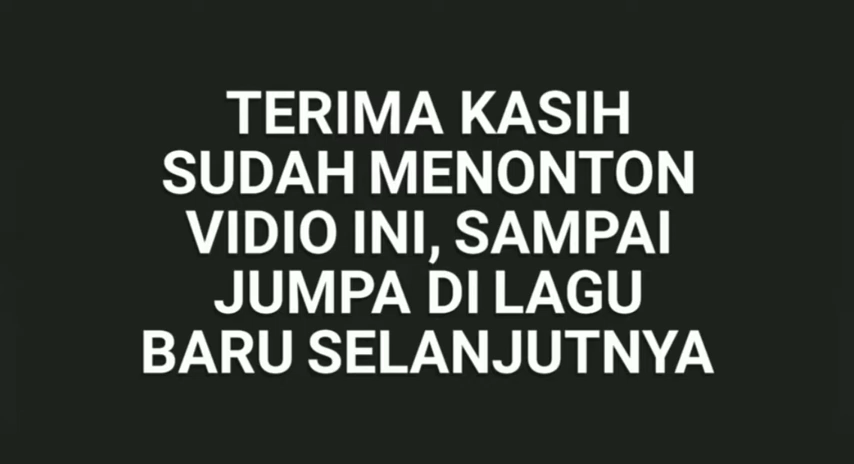 TERIMA KASIH
SUDAH MENONTON
VIDIO INI, SAMPAI
JUMPA DI LAGU
BARU SELANJUTNYA